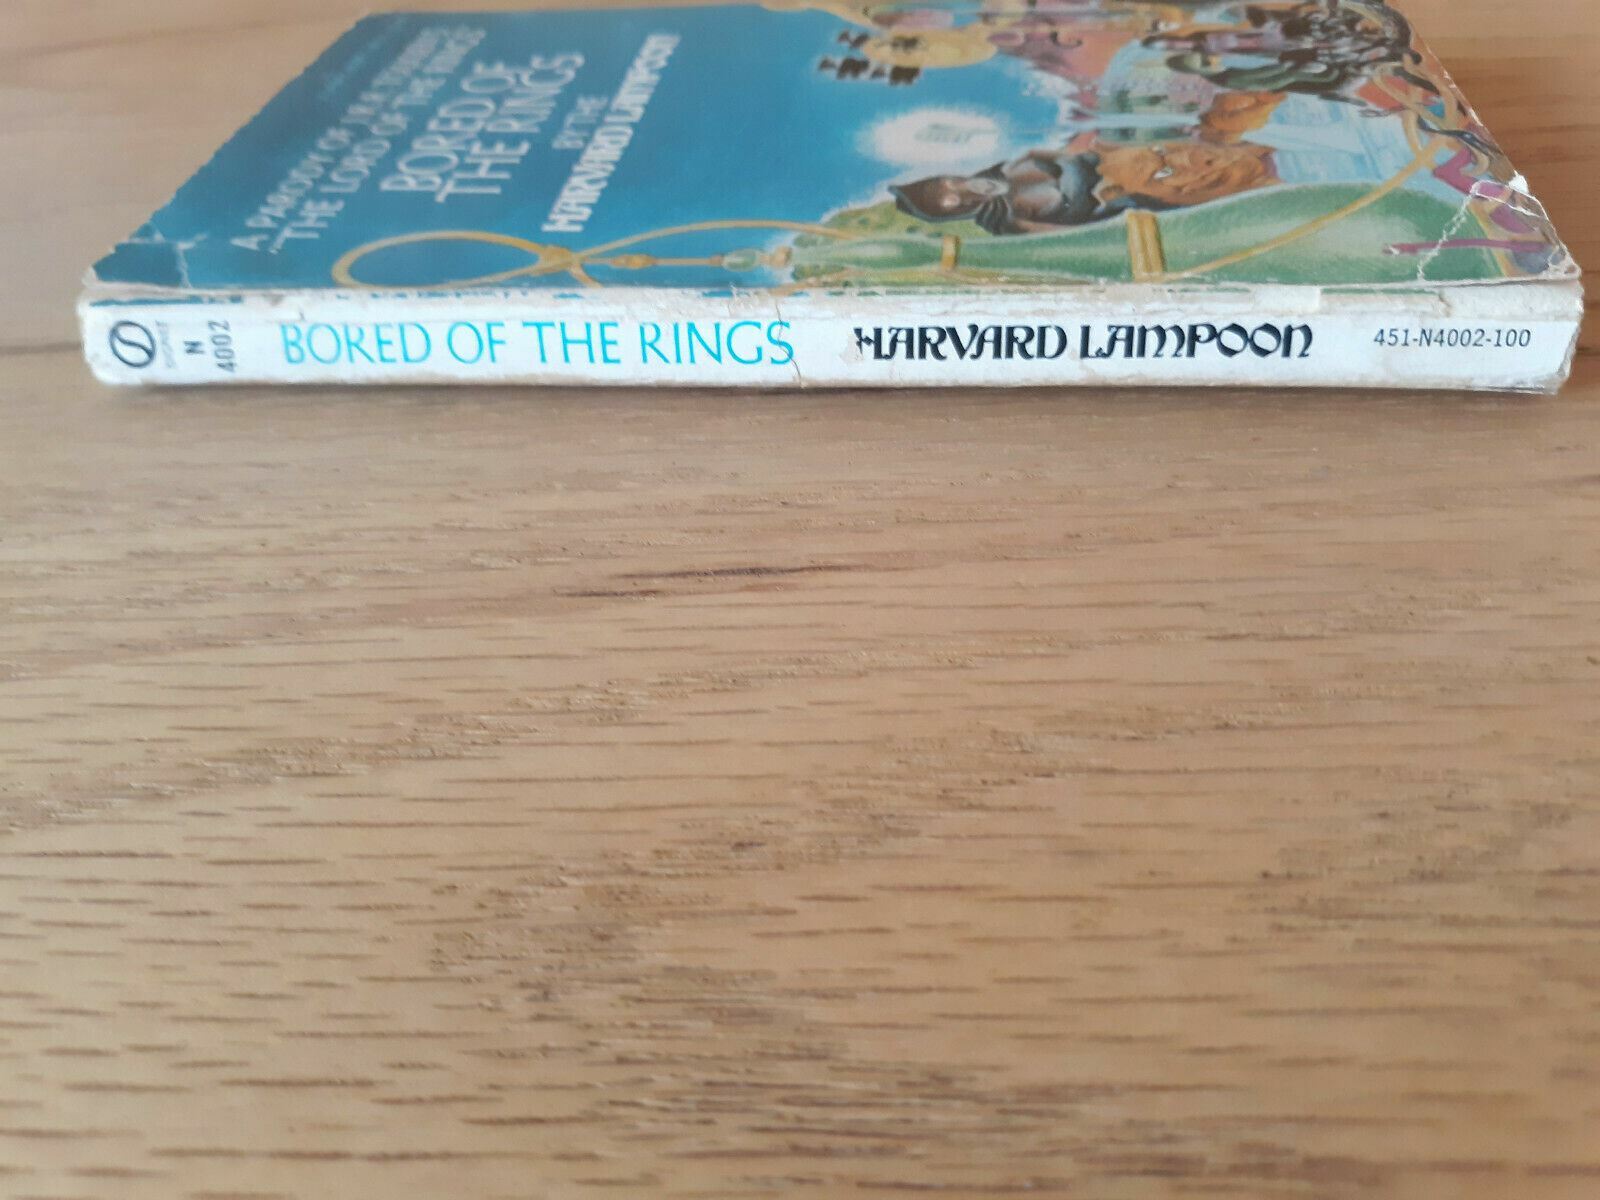 A PARODY OF J.R.R. TOLKIEN'S
THE LORD OF THE RINGS
BORED OF
THE RINGS
BY THE
HARVARD LAMPOON
SIGNET
N
4002
BORED OF THE RINGS
HARVARD LAMPOON
451-N4002-100